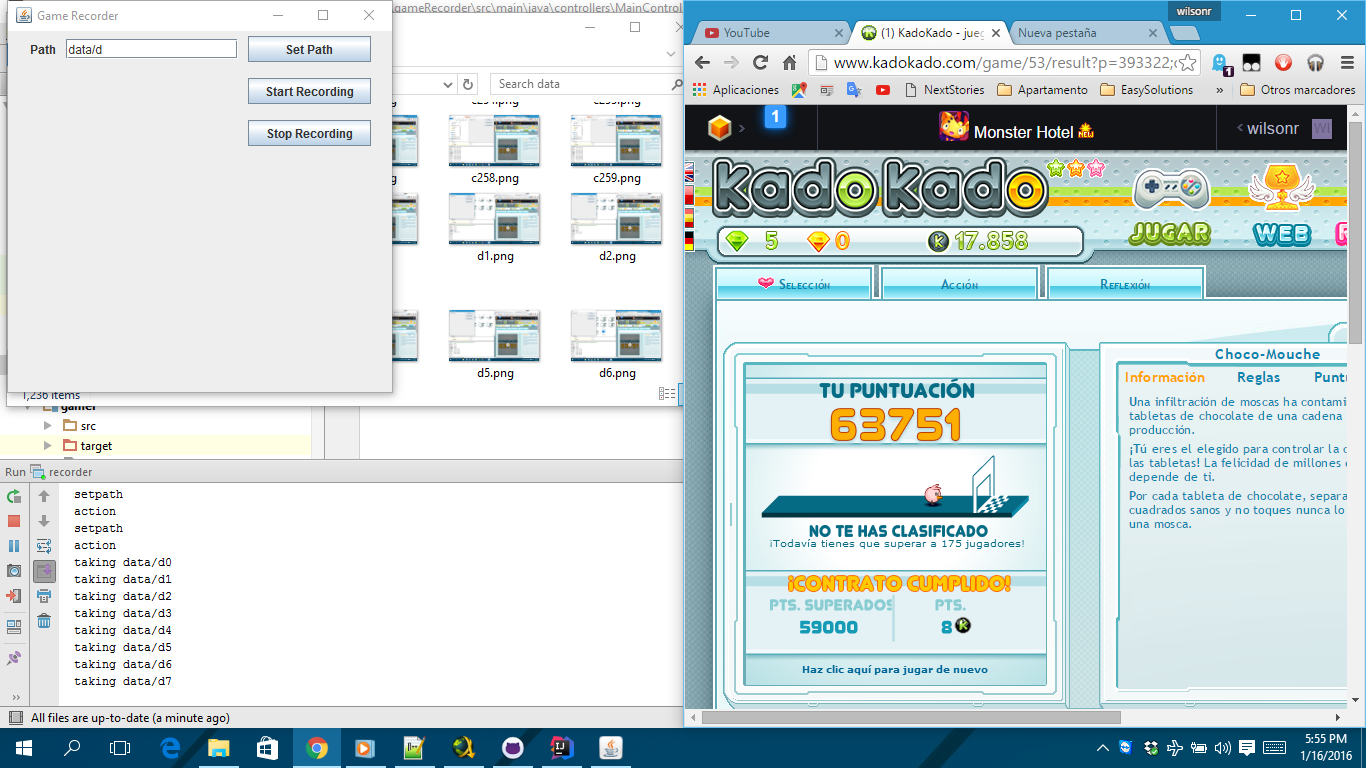 Game Recorder
Path
data/d
Set Path
Start Recording
Stop Recording
gameRecorder\src\main\java\controllers\MainControl
Search data
c258.png
c259.png
d1.png
d2.png
d5.png
d6.png
1,236 items
gamer
src
target
Run
recorder
setpath
action
setpath
action
taking data/d0
taking data/d1
taking data/d2
taking data/d3
taking data/d4
taking data/d5
taking data/d6
taking data/d7
All files are up-to-date (a minute ago)
wilsonr
YouTube
(1) KadoKado - jueg
Nueva pestaña
www.kadokado.com/game/53/result?p=393322;
1
Aplicaciones
NextStories
Apartamento
EasySolutions
»
Otros marcadores
1
Monster Hotel
NEW
wilsonr
WI
KadoKado
5
0
K
17.858
JUGAR
WEB
Selección
Acción
Reflexión
TU PUNTUACIÓN
63751
NO TE HAS CLASIFICADO
¡Todavía tienes que superar a 175 jugadores!
¡CONTRATO CUMPLIDO!
PTS. SUPERADOS
PTS.
59000
8
K
Haz clic aquí para jugar de nuevo
Choco-Mouche
Información
Reglas
Puntu
Una infiltración de moscas ha contami
tabletas de chocolate de una cadena
producción.
¡Tú eres el elegido para controlar la c
las tabletas! La felicidad de millones
depende de ti.
Por cada tableta de chocolate, separa
cuadrados sanos y no toques nunca lo
una mosca.
5:55 PM
1/16/2016